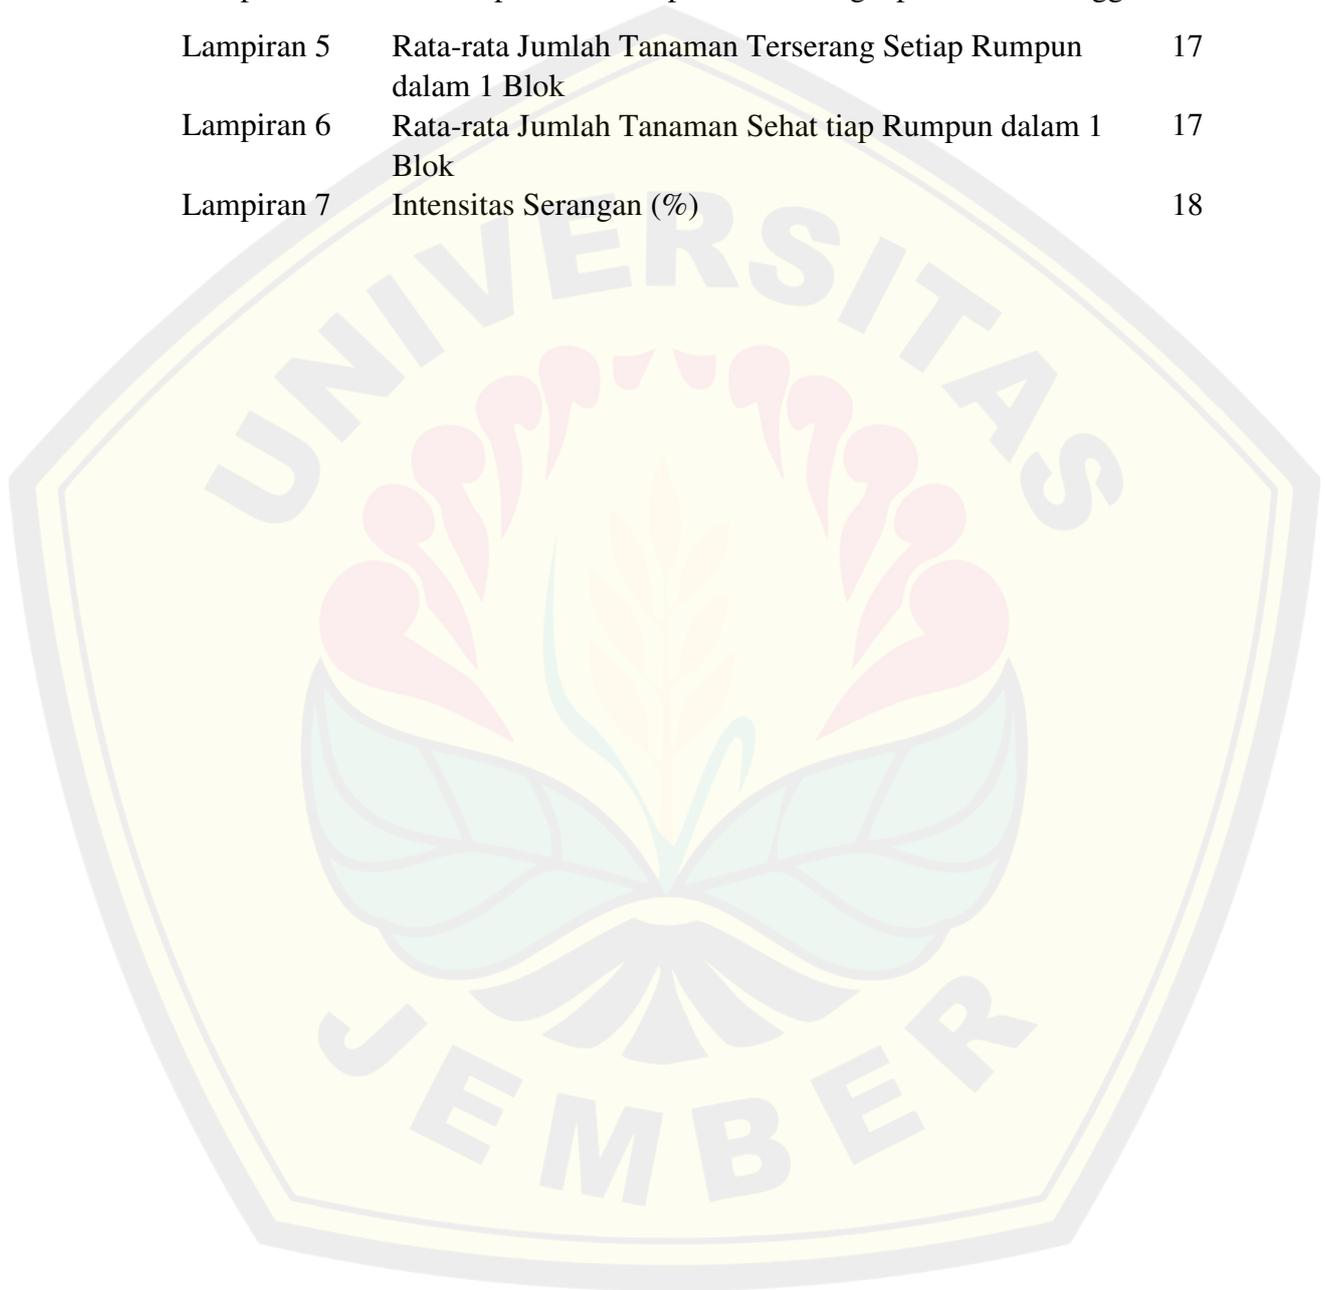 Lampiran 5 Rata-rata Jumlah Tanaman Terserang Setiap Rumpun 17
dalam 1 Blok
Lampiran 6 Rata-rata Jumlah Tanaman Sehat tiap Rumpun dalam 1 17
Blok
Lampiran 7 Intensitas Serangan (%) 18
UNIVERSITAS
JEMBER